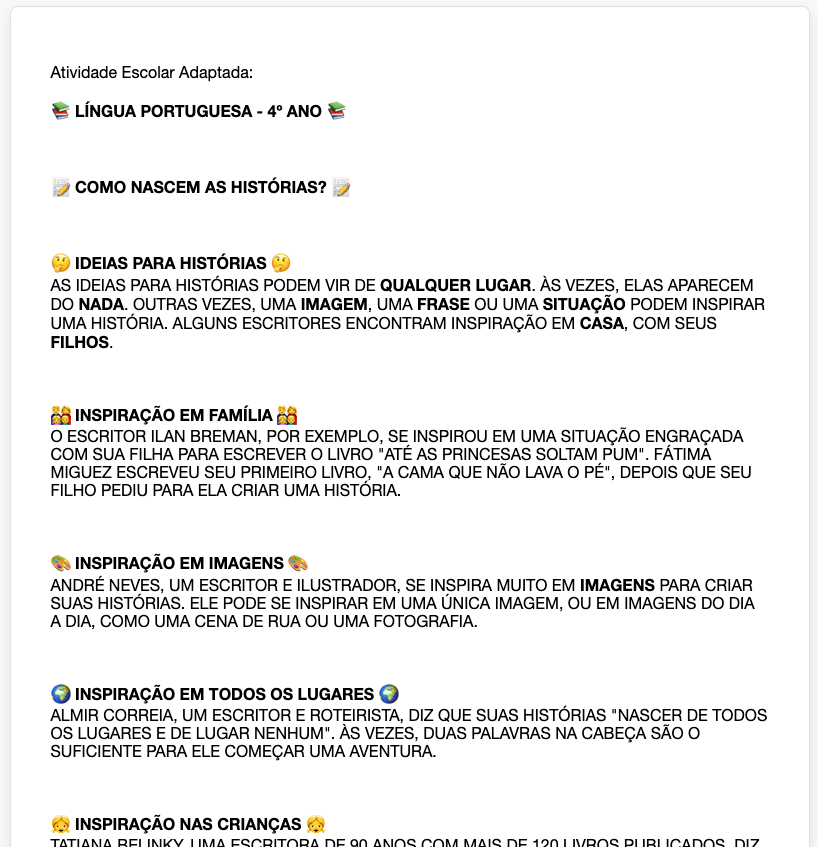 Atividade Escolar Adaptada:
📚 LÍNGUA PORTUGUESA - 4º ANO 📚
📝 COMO NASCEM AS HISTÓRIAS? 📝
🤔 IDEIAS PARA HISTÓRIAS 🤔
AS IDEIAS PARA HISTÓRIAS PODEM VIR DE QUALQUER LUGAR. ÀS VEZES, ELAS APARECEM
DO NADA. OUTRAS VEZES, UMA IMAGEM, UMA FRASE OU UMA SITUAÇÃO PODEM INSPIRAR
UMA HISTÓRIA. ALGUNS ESCRITORES ENCONTRAM INSPIRAÇÃO EM CASA, COM SEUS
FILHOS.
👨‍👩‍👧‍👦 INSPIRAÇÃO EM FAMÍLIA 👨‍👩‍👧‍👦
O ESCRITOR ILAN BREMAN, POR EXEMPLO, SE INSPIROU EM UMA SITUAÇÃO ENGRAÇADA
COM SUA FILHA PARA ESCREVER O LIVRO "ATÉ AS PRINCESAS SOLTAM PUM". FÁTIMA
MIGUEZ ESCREVEU SEU PRIMEIRO LIVRO, "A CAMA QUE NÃO LAVA O PÉ", DEPOIS QUE SEU
FILHO PEDIU PARA ELA CRIAR UMA HISTÓRIA.
🎨 INSPIRAÇÃO EM IMAGENS 🎨
ANDRÉ NEVES, UM ESCRITOR E ILUSTRADOR, SE INSPIRA MUITO EM IMAGENS PARA CRIAR
SUAS HISTÓRIAS. ELE PODE SE INSPIRAR EM UMA ÚNICA IMAGEM, OU EM IMAGENS DO DIA
A DIA, COMO UMA CENA DE RUA OU UMA FOTOGRAFIA.
🌍 INSPIRAÇÃO EM TODOS OS LUGARES 🌍
ALMIR CORREIA, UM ESCRITOR E ROTEIRISTA, DIZ QUE SUAS HISTÓRIAS "NASCER DE TODOS
OS LUGARES E DE LUGAR NENHUM". ÀS VEZES, DUAS PALAVRAS NA CABEÇA SÃO O
SUFICIENTE PARA ELE COMEÇAR UMA AVENTURA.
👧 INSPIRAÇÃO NAS CRIANÇAS 👧
TATIANA BELINKY, UMA ESCRITORA DE 90 ANOS COM MAIS DE 120 LIVROS PUBLICADOS, DIZ